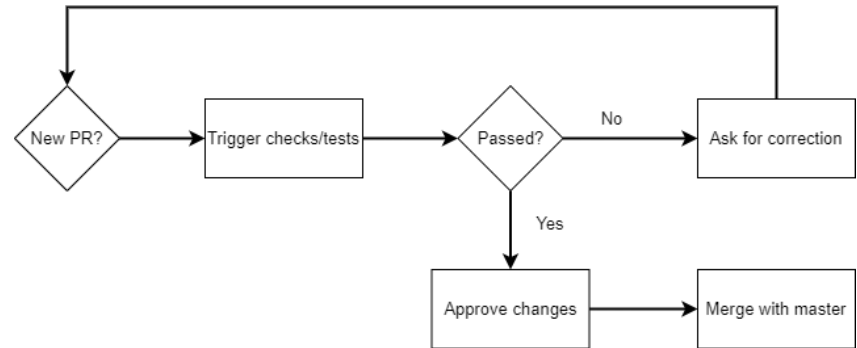 New PR?
Trigger checks/tests
Passed?
No
Ask for correction
Yes
Approve changes
Merge with master